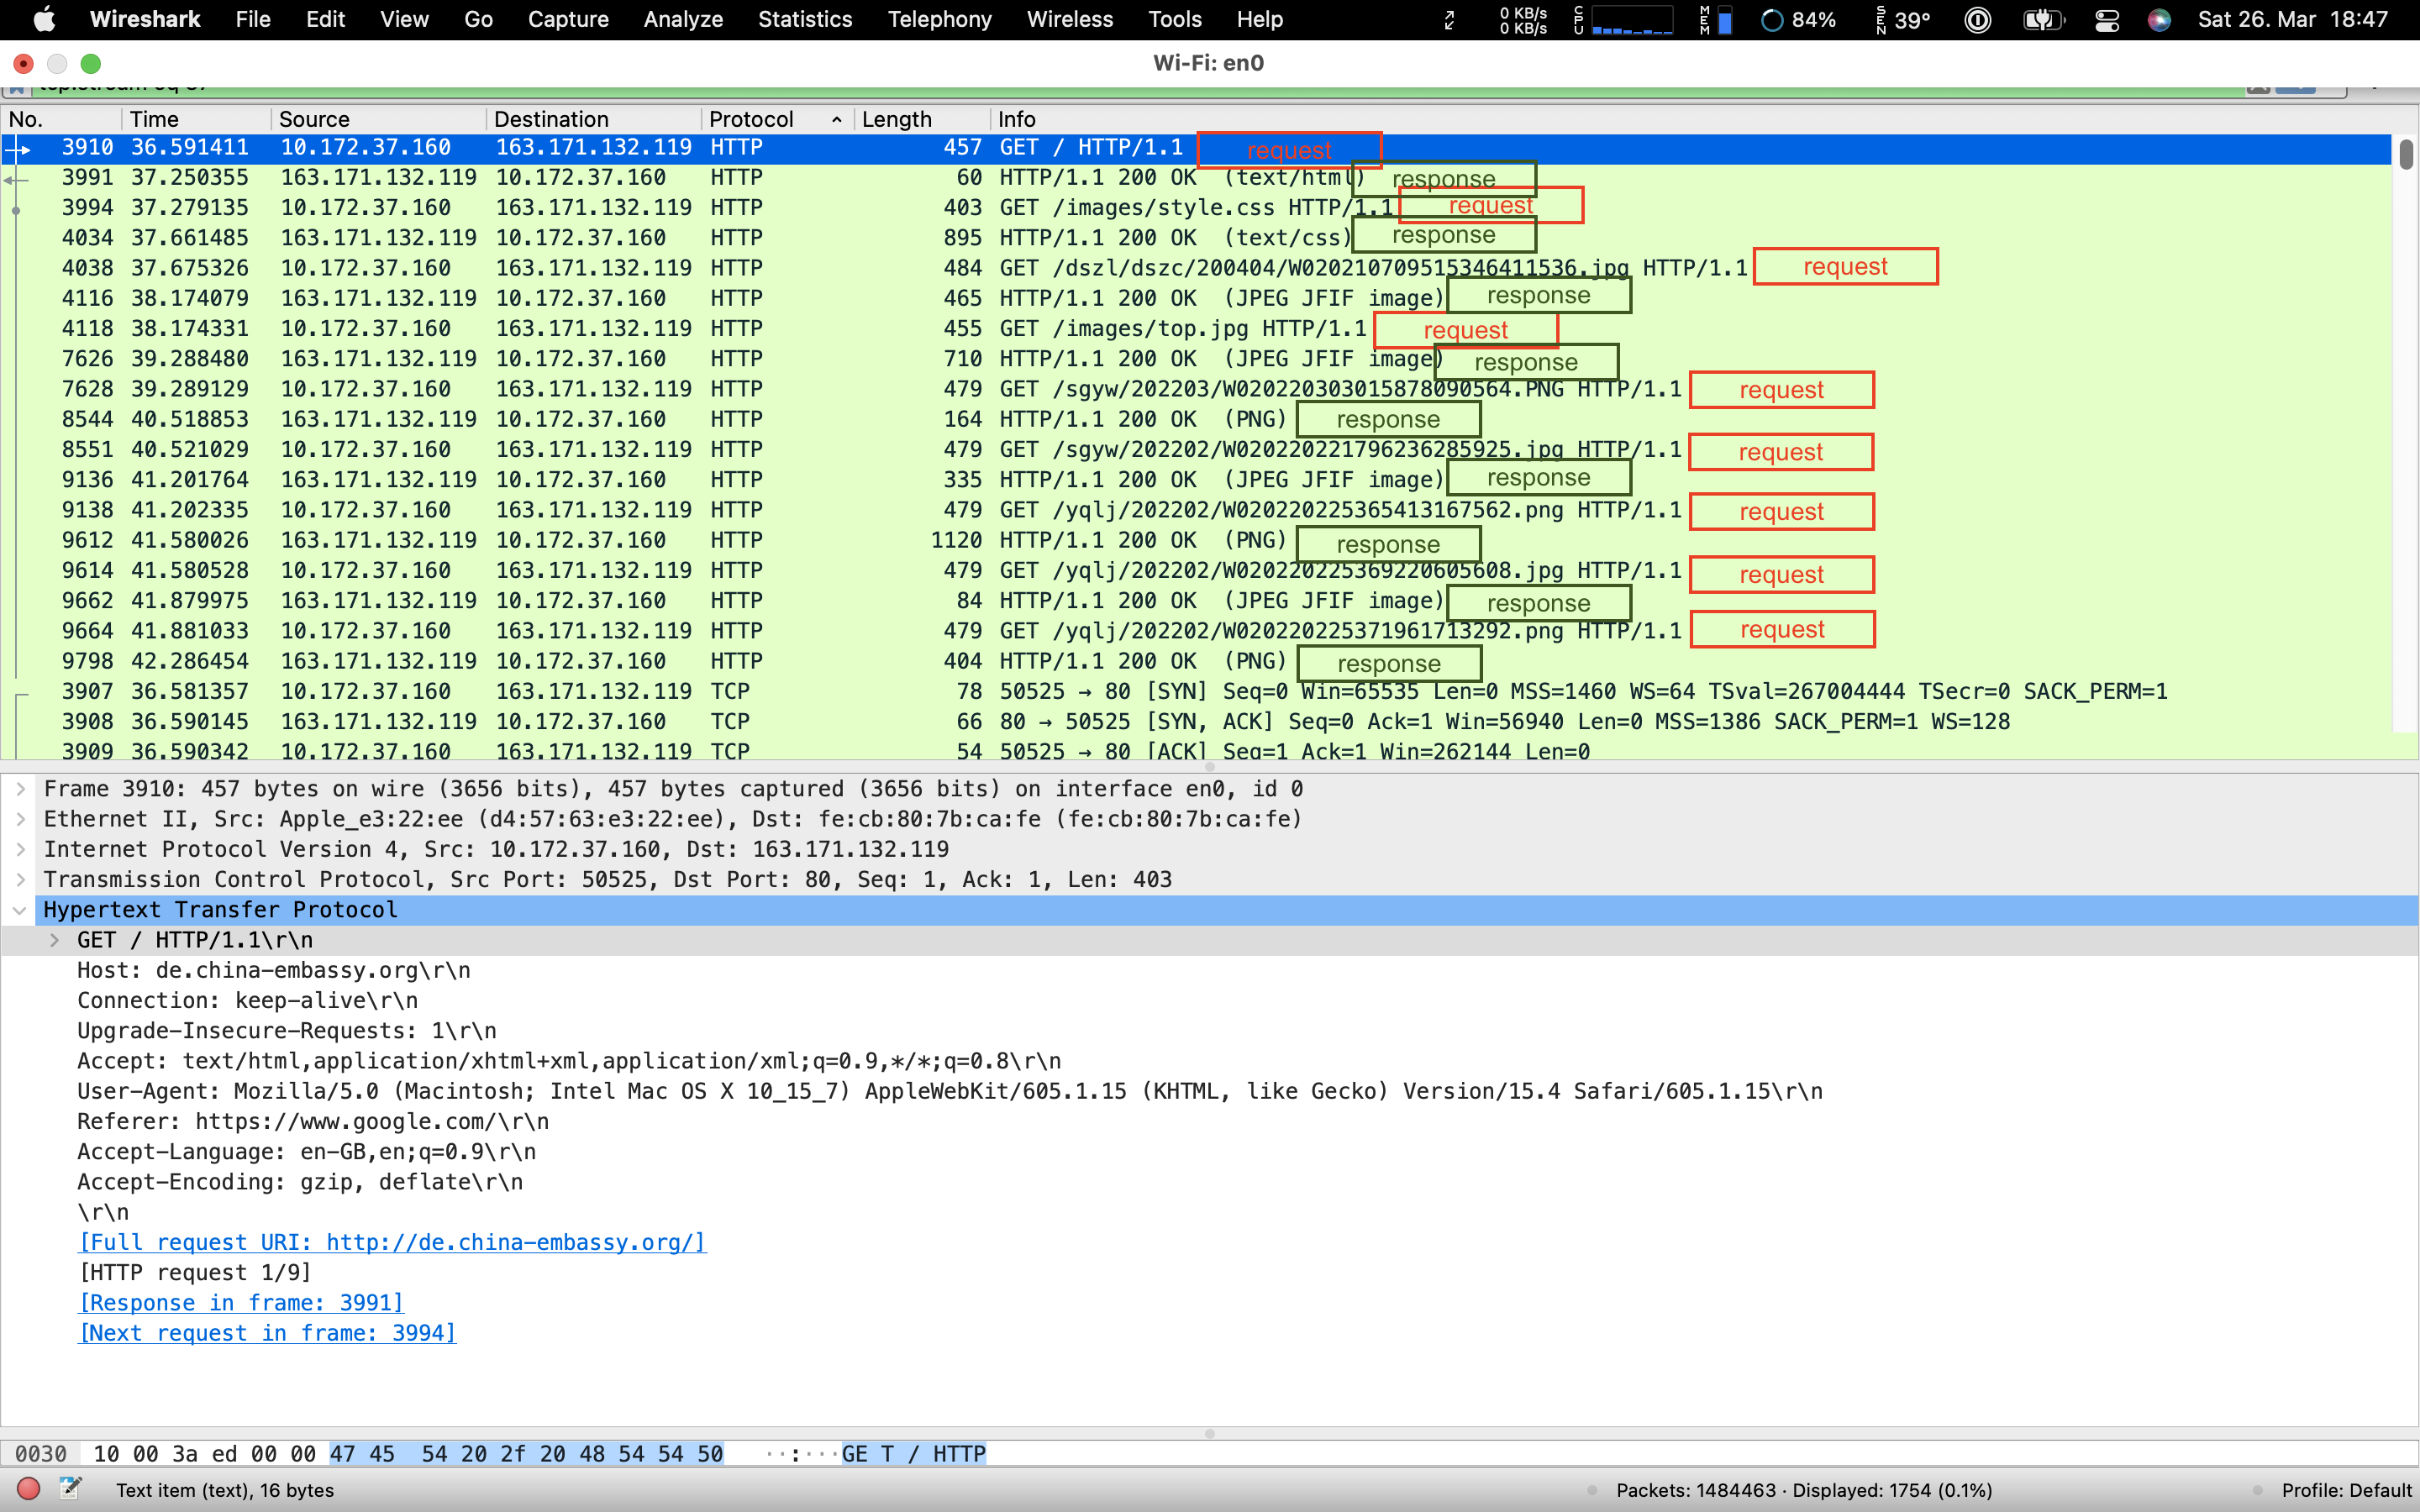 Wireshark File Edit View Go Capture Analyze Statistics Telephony Wireless Tools Help 0 KB/s 0 KB/s CPU MEM 84% SEN 39° Sat 26. Mar 18:47
Wi-Fi: en0
No. Time Source Destination Protocol Length Info
3910 36.591411 10.172.37.160 163.171.132.119 HTTP 457 GET / HTTP/1.1 request
3991 37.250355 163.171.132.119 10.172.37.160 HTTP 60 HTTP/1.1 200 OK (text/html) response
3994 37.279135 10.172.37.160 163.171.132.119 HTTP 403 GET /images/style.css HTTP/1.1 request
4034 37.661485 163.171.132.119 10.172.37.160 HTTP 895 HTTP/1.1 200 OK (text/css) response
4038 37.675326 10.172.37.160 163.171.132.119 HTTP 484 GET /dszl/dszc/200404/W020210709515346411536.jpg HTTP/1.1 request
4116 38.174079 163.171.132.119 10.172.37.160 HTTP 465 HTTP/1.1 200 OK (JPEG JFIF image) response
4118 38.174331 10.172.37.160 163.171.132.119 HTTP 455 GET /images/top.jpg HTTP/1.1 request
7626 39.288480 163.171.132.119 10.172.37.160 HTTP 710 HTTP/1.1 200 OK (JPEG JFIF image) response
7628 39.289129 10.172.37.160 163.171.132.119 HTTP 479 GET /sgyw/202203/W020220303015878090564.PNG HTTP/1.1 request
8544 40.518853 163.171.132.119 10.172.37.160 HTTP 164 HTTP/1.1 200 OK (PNG) response
8551 40.521029 10.172.37.160 163.171.132.119 HTTP 479 GET /sgyw/202202/W020220221796236285925.jpg HTTP/1.1 request
9136 41.201764 163.171.132.119 10.172.37.160 HTTP 335 HTTP/1.1 200 OK (JPEG JFIF image) response
9138 41.202335 10.172.37.160 163.171.132.119 HTTP 479 GET /yqlj/202202/W020220225365413167562.png HTTP/1.1 request
9612 41.580026 163.171.132.119 10.172.37.160 HTTP 1120 HTTP/1.1 200 OK (PNG) response
9614 41.580528 10.172.37.160 163.171.132.119 HTTP 479 GET /yqlj/202202/W020220225369220605608.jpg HTTP/1.1 request
9662 41.879975 163.171.132.119 10.172.37.160 HTTP 84 HTTP/1.1 200 OK (JPEG JFIF image) response
9664 41.881033 10.172.37.160 163.171.132.119 HTTP 479 GET /yqlj/202202/W020220225371961713292.png HTTP/1.1 request
9798 42.286454 163.171.132.119 10.172.37.160 HTTP 404 HTTP/1.1 200 OK (PNG) response
3907 36.581357 10.172.37.160 163.171.132.119 TCP 78 50525 → 80 [SYN] Seq=0 Win=65535 Len=0 MSS=1460 WS=64 TSval=267004444 TSecr=0 SACK_PERM=1
3908 36.590145 163.171.132.119 10.172.37.160 TCP 66 80 → 50525 [SYN, ACK] Seq=0 Ack=1 Win=56940 Len=0 MSS=1386 SACK_PERM=1 WS=128
3909 36.590342 10.172.37.160 163.171.132.119 TCP 54 50525 → 80 [ACK] Seq=1 Ack=1 Win=262144 Len=0
Frame 3910: 457 bytes on wire (3656 bits), 457 bytes captured (3656 bits) on interface en0, id 0
Ethernet II, Src: Apple_e3:22:ee (d4:57:63:e3:22:ee), Dst: fe:cb:80:7b:ca:fe (fe:cb:80:7b:ca:fe)
Internet Protocol Version 4, Src: 10.172.37.160, Dst: 163.171.132.119
Transmission Control Protocol, Src Port: 50525, Dst Port: 80, Seq: 1, Ack: 1, Len: 403
Hypertext Transfer Protocol
GET / HTTP/1.1\r\n
Host: de.china-embassy.org\r\n
Connection: keep-alive\r\n
Upgrade-Insecure-Requests: 1\r\n
Accept: text/html,application/xhtml+xml,application/xml;q=0.9,*/*;q=0.8\r\n
User-Agent: Mozilla/5.0 (Macintosh; Intel Mac OS X 10_15_7) AppleWebKit/605.1.15 (KHTML, like Gecko) Version/15.4 Safari/605.1.15\r\n
Referer: https://www.google.com/\r\n
Accept-Language: en-GB,en;q=0.9\r\n
Accept-Encoding: gzip, deflate\r\n
\r\n
[Full request URI: http://de.china-embassy.org/]
[HTTP request 1/9]
[Response in frame: 3991]
[Next request in frame: 3994]
0030 10 00 3a ed 00 00 47 45 54 20 2f 20 48 54 54 50 ··:···GE T / HTTP
Text item (text), 16 bytes Packets: 1484463 · Displayed: 1754 (0.1%) Profile: Default